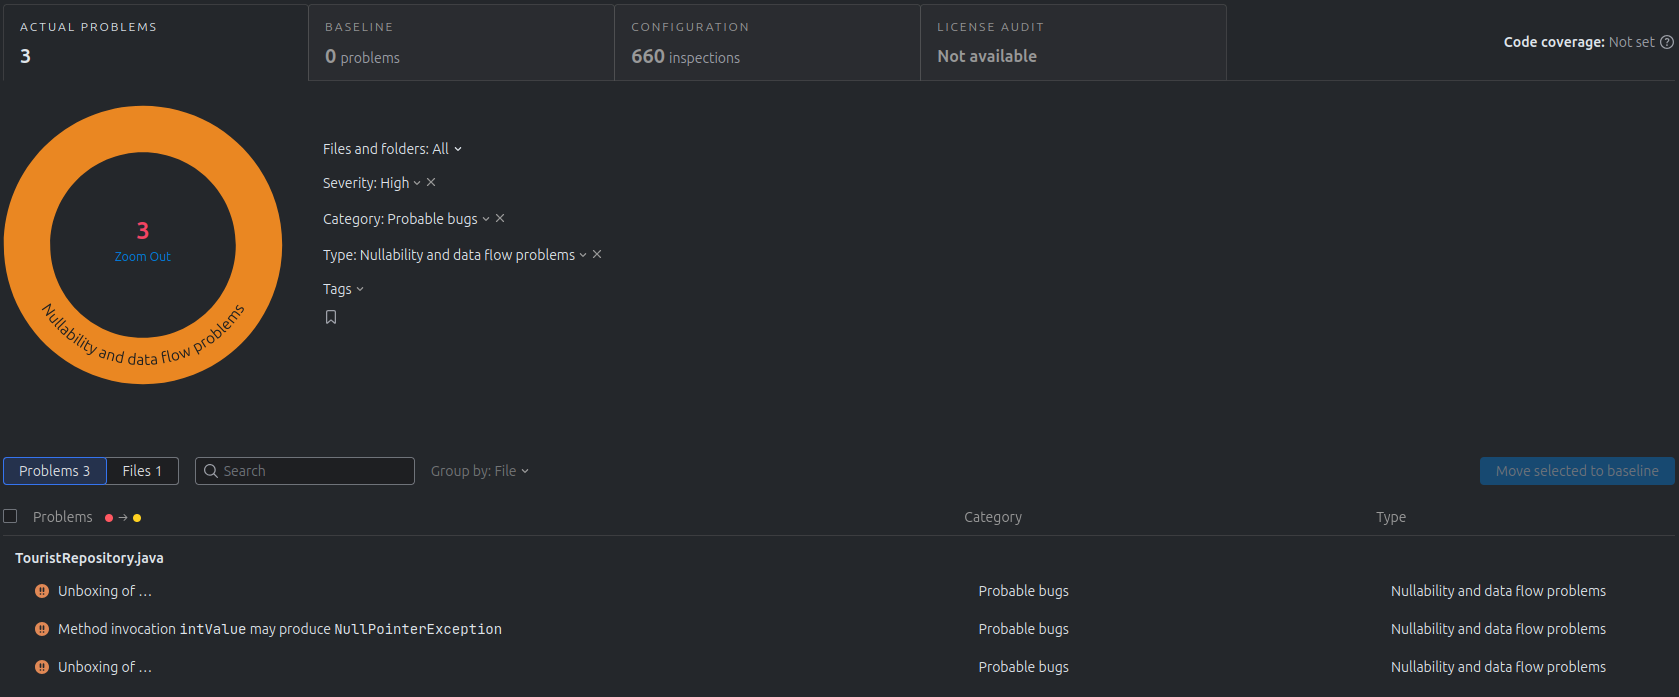 ACTUAL PROBLEMS
3
BASELINE
0 problems
CONFIGURATION
660 inspections
LICENSE AUDIT
Not available
Code coverage: Not set ?
3
Zoom Out
Nullability and data flow problems
Files and folders: All
Severity: High
Category: Probable bugs
Type: Nullability and data flow problems
Tags
Problems 3
Files 1
Search
Group by: File
Move selected to baseline
Problems
Category
Type
TouristRepository.java
!! Unboxing of ... Probable bugs Nullability and data flow problems
!! Method invocation intValue may produce NullPointerException Probable bugs Nullability and data flow problems
!! Unboxing of ... Probable bugs Nullability and data flow problems